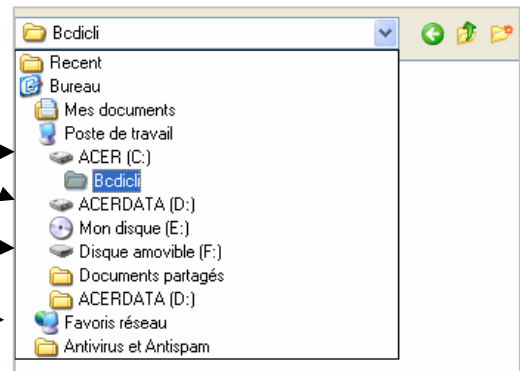 Bcdicli
Recent
Bureau
Mes documents
Poste de travail
ACER (C:)
Bcdicli
ACERDATA (D:)
Mon disque (E:)
Disque amovible (F:)
Documents partagés
ACERDATA (D:)
Favoris réseau
Antivirus et Antispam